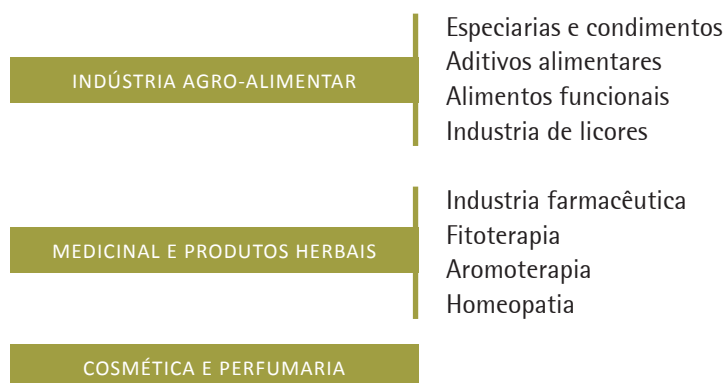 INDÚSTRIA AGRO-ALIMENTAR
Especiarias e condimentos
Aditivos alimentares
Alimentos funcionais
Industria de licores
MEDICINAL E PRODUTOS HERBAIS
Industria farmacêutica
Fitoterapia
Aromoterapia
Homeopatia
COSMÉTICA E PERFUMARIA